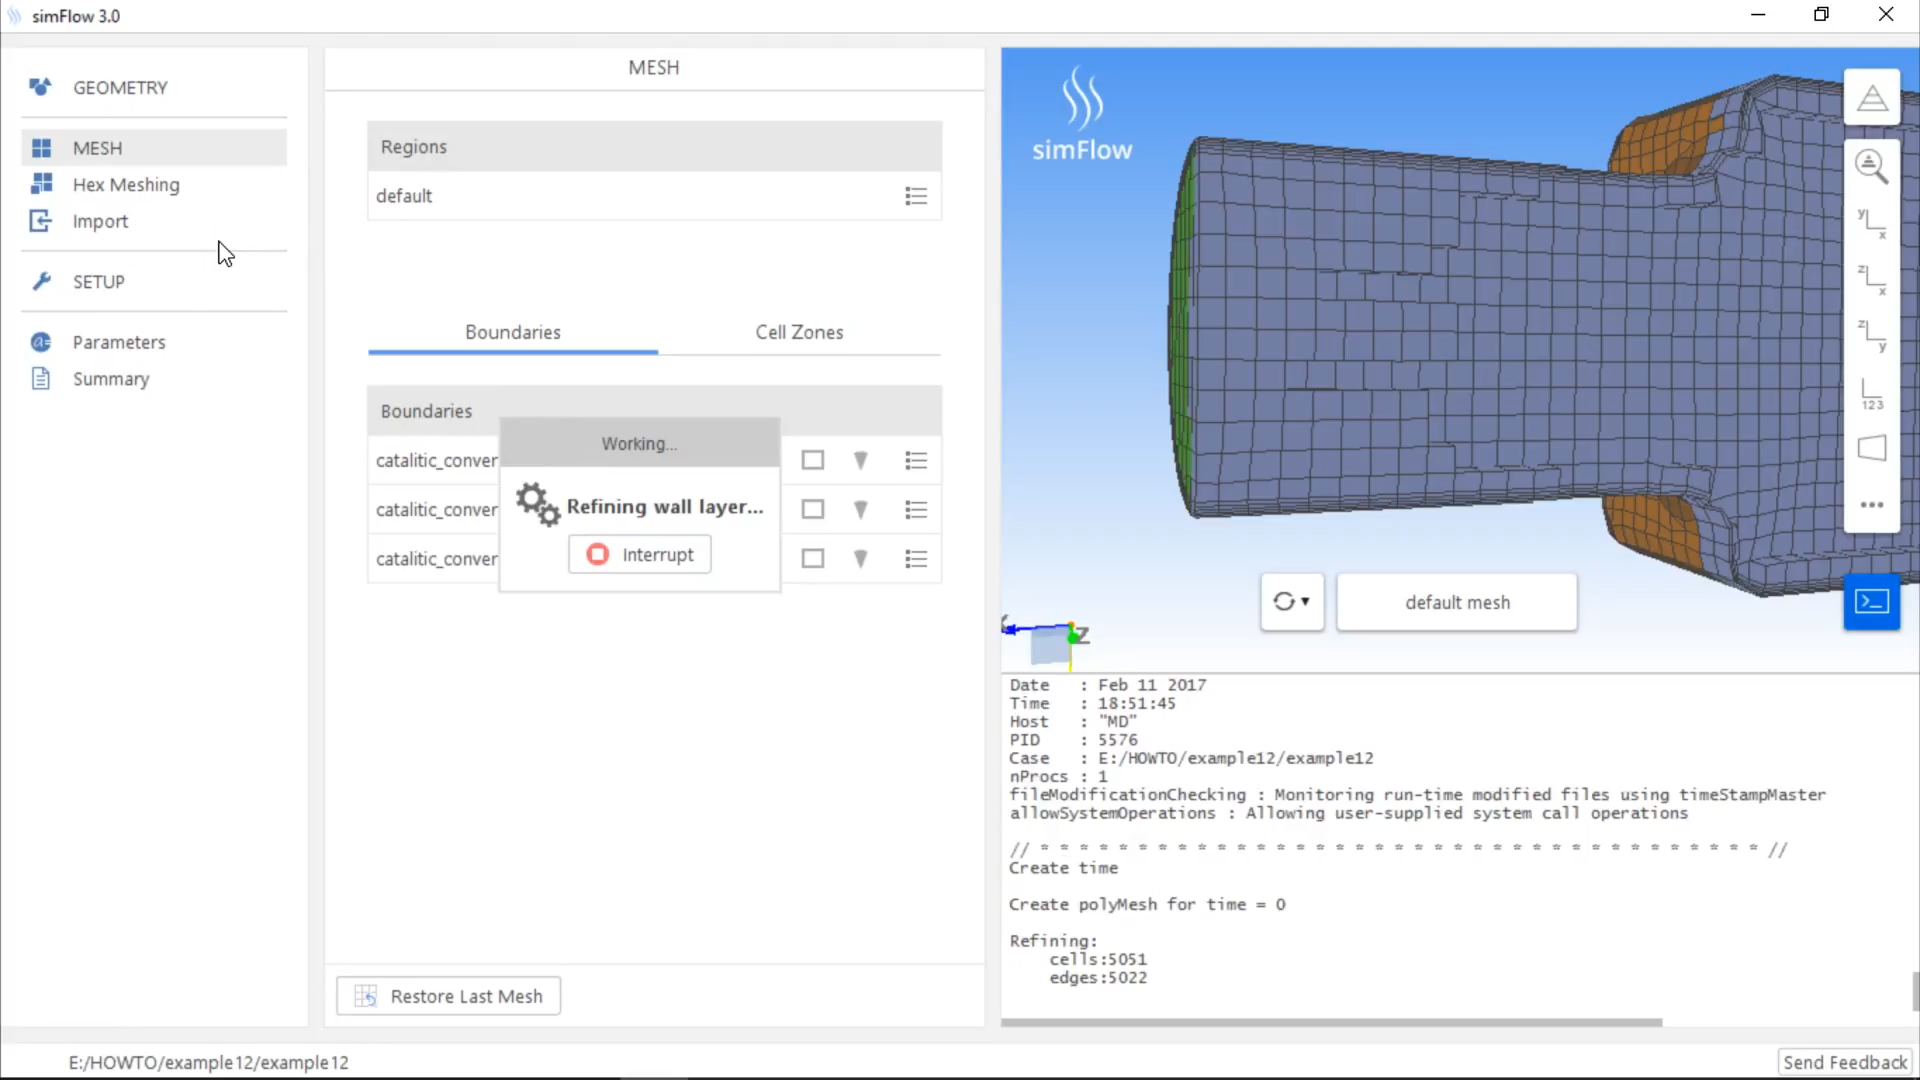 simFlow 3.0
GEOMETRY
MESH
Hex Meshing
Import
SETUP
Parameters
Summary
MESH
Regions
default
Boundaries
Cell Zones
Boundaries
catalitic_conver
catalitic_conver
catalitic_conver
Working...
Refining wall layer...
Interrupt
Restore Last Mesh
simFlow
y
x
z
x
z
y
123
default mesh
Z
Date : Feb 11 2017
Time : 18:51:45
Host : "MD"
PID : 5576
Case : E:/HOWTO/example12/example12
nProcs : 1
fileModificationChecking : Monitoring run-time modified files using timeStampMaster
allowSystemOperations : Allowing user-supplied system call operations
// * * * * * * * * * * * * * * * * * * * * * * * * * * * * * * * * * * * * * //
Create time
Create polyMesh for time = 0
Refining:
cells:5051
edges:5022
E:/HOWTO/example12/example12
Send Feedback